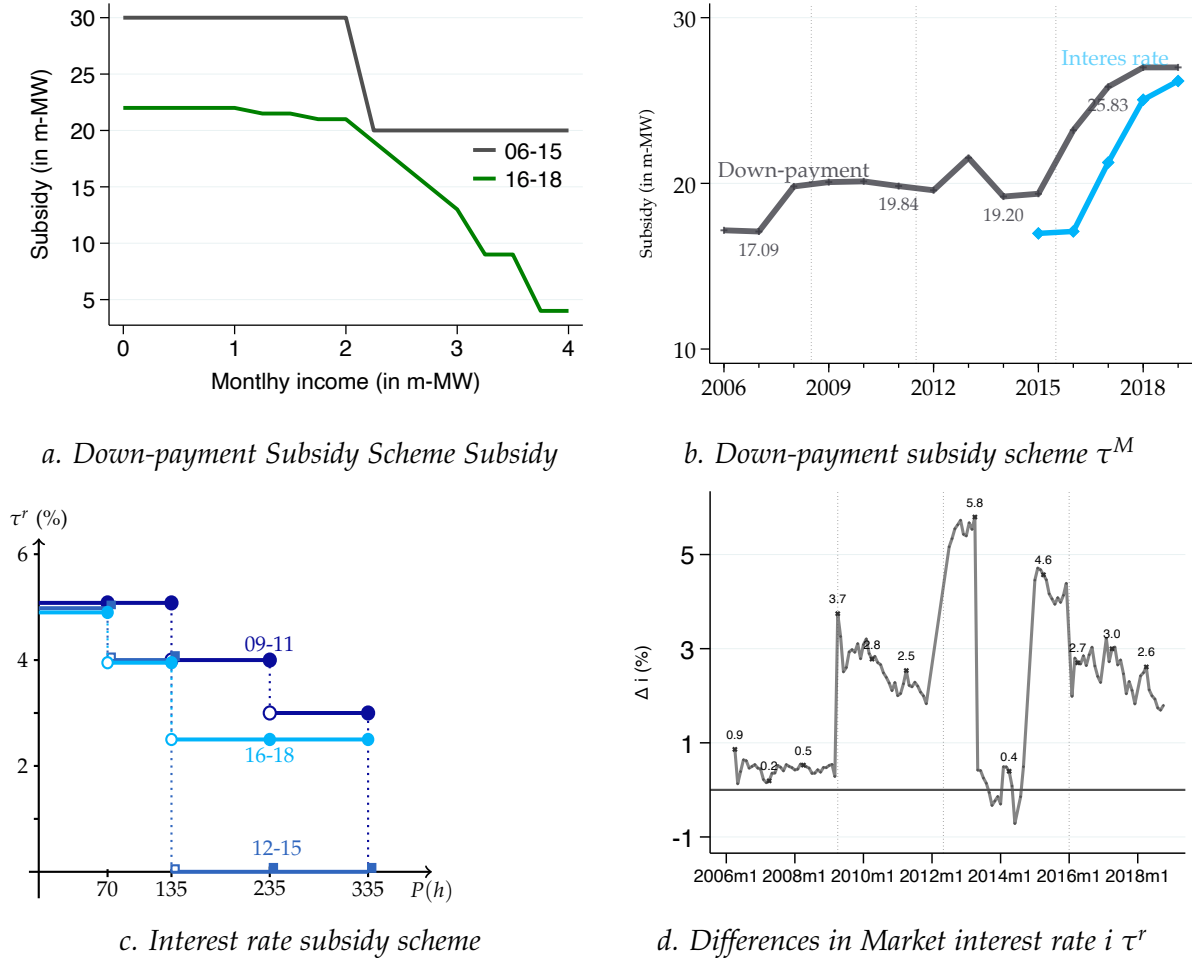 30
25
20
15
10
5
Subsidy (in m-MW)
06-15
16-18
0 1 2 3 4
Montlhy income (in m-MW)
a. Down-payment Subsidy Scheme Subsidy
30
20
10
Subsidy (in m-MW)
Interes rate
25.83
Down-payment
19.84
19.20
17.09
2006 2009 2012 2015 2018
b. Down-payment subsidy scheme τ^M
τ^r (%)
6
4
2
09-11
16-18
12-15
70 135 235 335 P(h)
c. Interest rate subsidy scheme
5
3
1
-1
Δ i (%)
0.9
0.2
0.5
3.7
2.8
2.5
5.8
0.4
4.6
2.7
3.0
2.6
2006m1 2008m1 2010m1 2012m1 2014m1 2016m1 2018m1
d. Differences in Market interest rate i τ^r